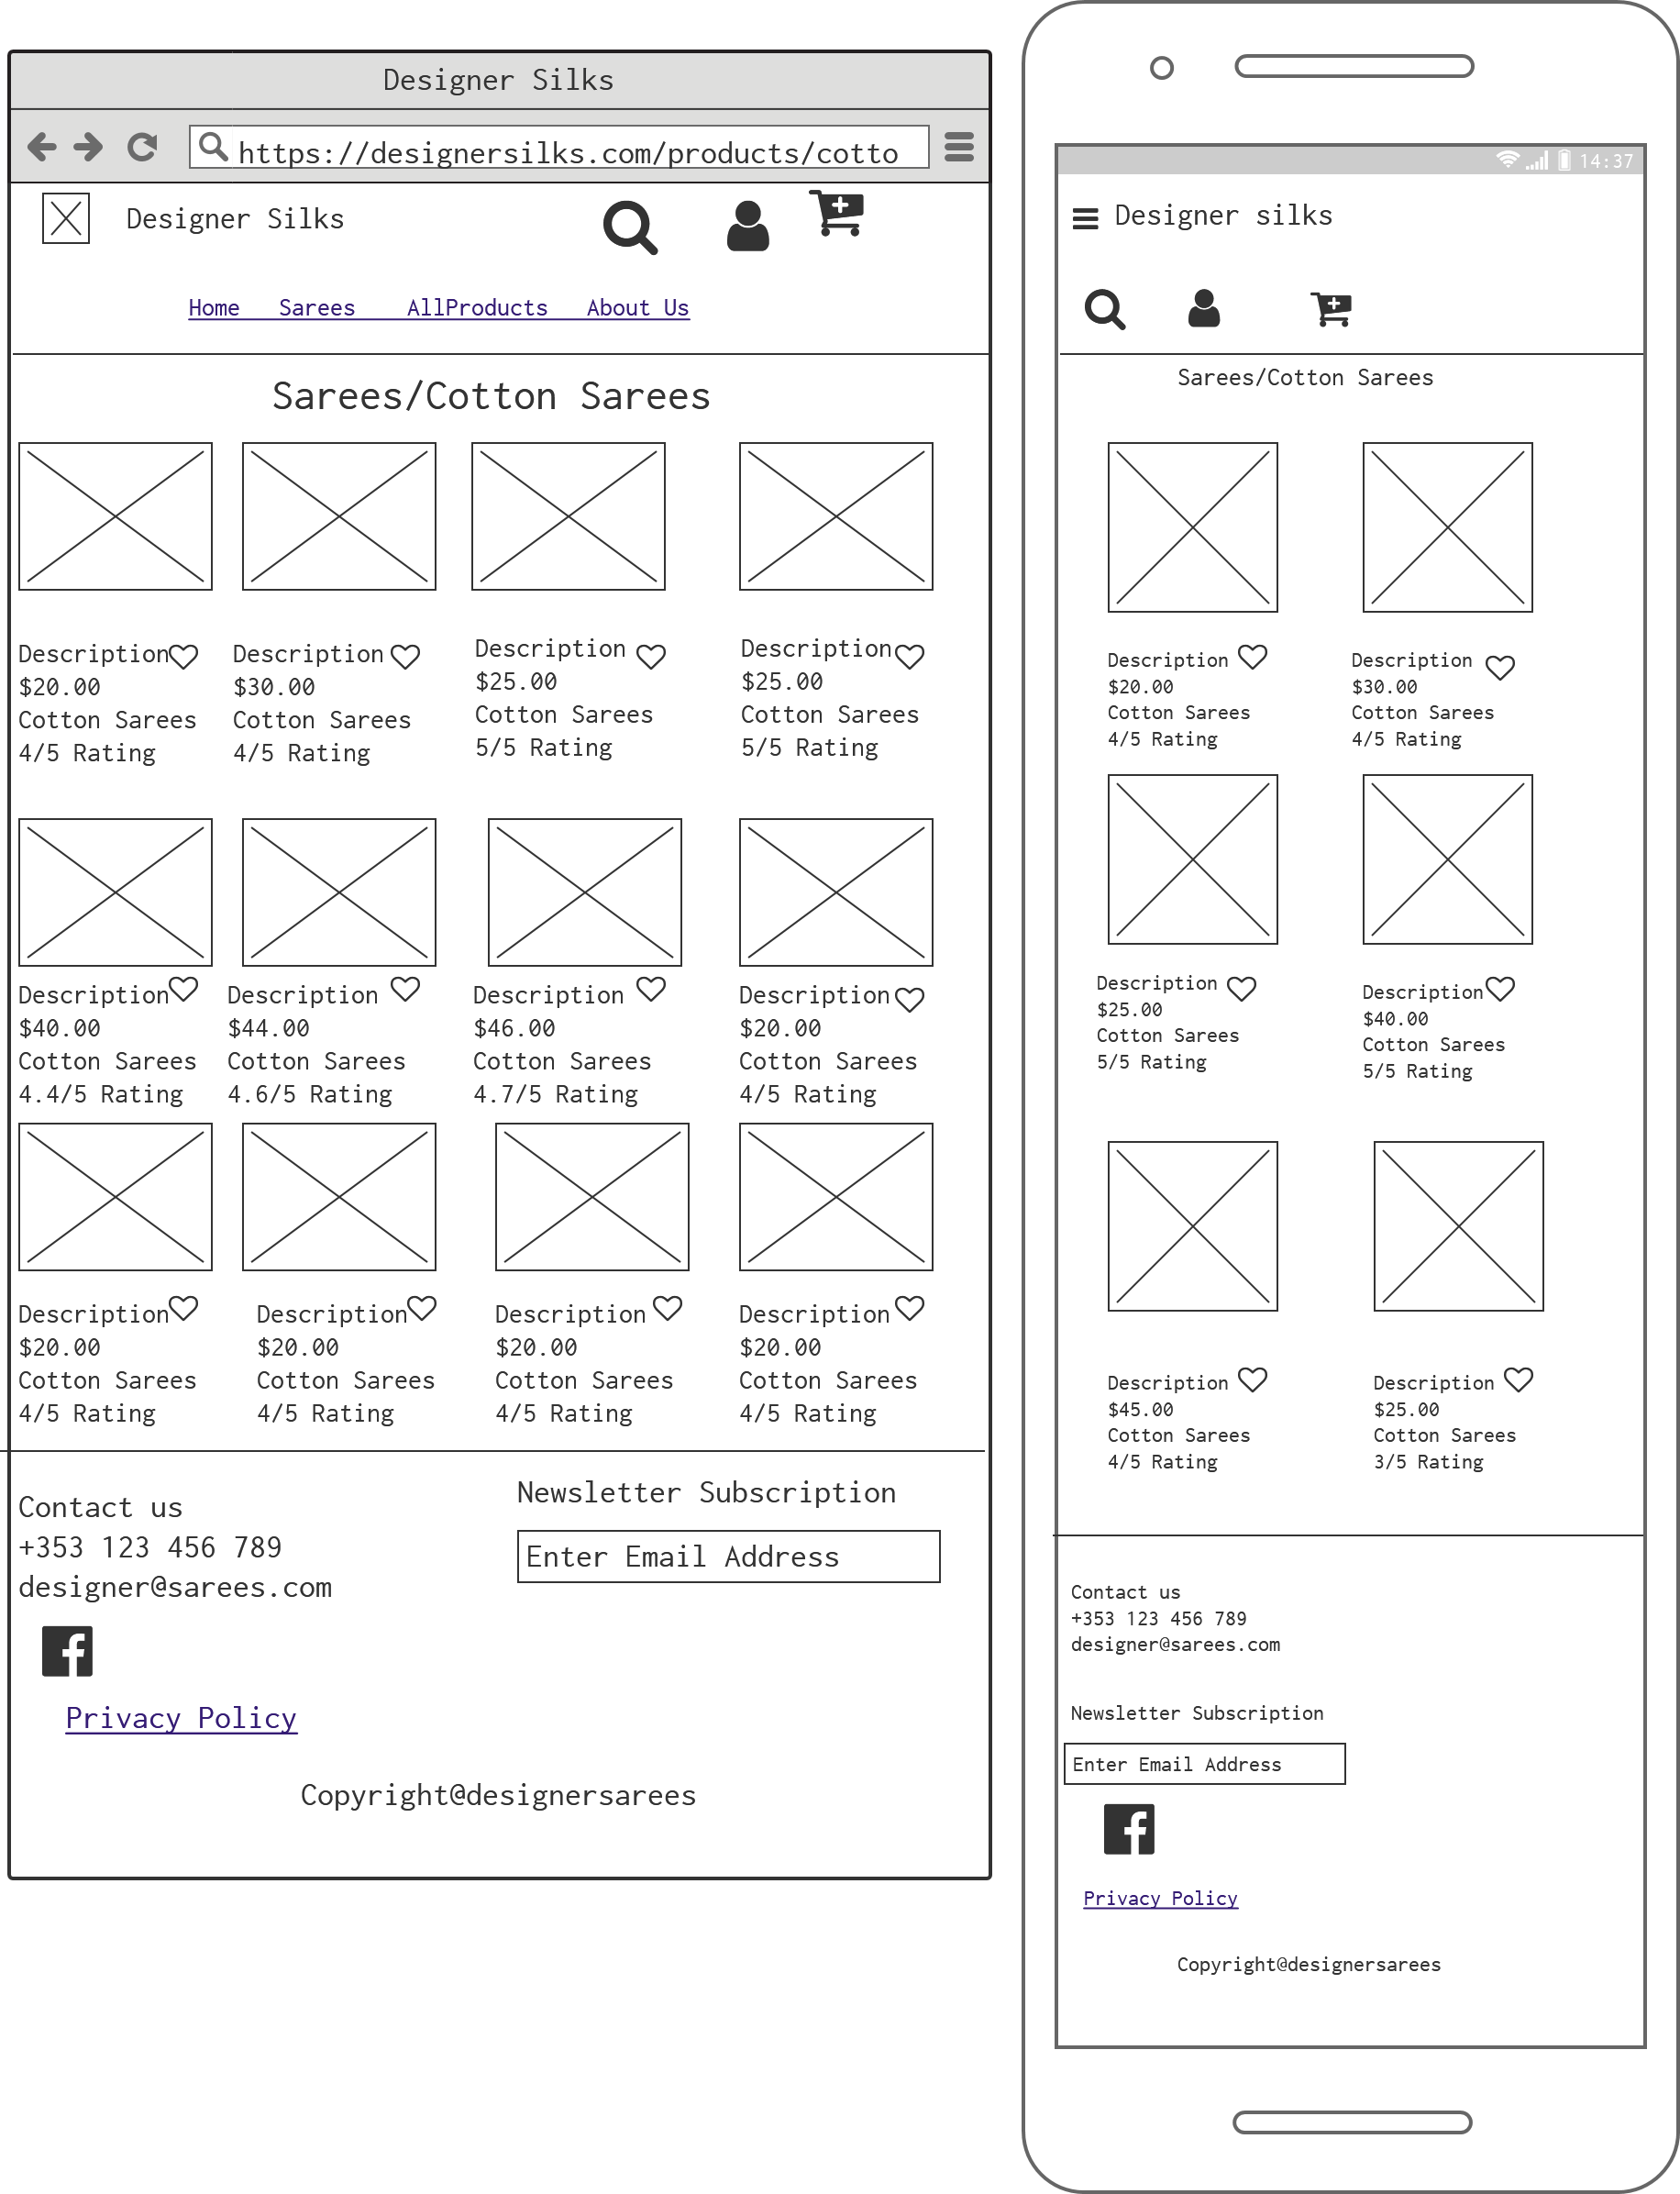 Designer Silks
https://designersilks.com/products/cotto
Designer Silks
Home Sarees AllProducts About Us
Sarees/Cotton Sarees
Description
$20.00
Cotton Sarees
4/5 Rating
Description
$30.00
Cotton Sarees
4/5 Rating
Description
$25.00
Cotton Sarees
5/5 Rating
Description
$25.00
Cotton Sarees
5/5 Rating
Description
$40.00
Cotton Sarees
4.4/5 Rating
Description
$44.00
Cotton Sarees
4.6/5 Rating
Description
$46.00
Cotton Sarees
4.7/5 Rating
Description
$20.00
Cotton Sarees
4/5 Rating
Description
$20.00
Cotton Sarees
4/5 Rating
Description
$20.00
Cotton Sarees
4/5 Rating
Description
$20.00
Cotton Sarees
4/5 Rating
Description
$20.00
Cotton Sarees
4/5 Rating
Contact us
+353 123 456 789
designer@sarees.com
Newsletter Subscription
Enter Email Address
Privacy Policy
Copyright@designersarees
14:37
Designer silks
Sarees/Cotton Sarees
Description
$20.00
Cotton Sarees
4/5 Rating
Description
$30.00
Cotton Sarees
4/5 Rating
Description
$25.00
Cotton Sarees
5/5 Rating
Description
$40.00
Cotton Sarees
5/5 Rating
Description
$45.00
Cotton Sarees
4/5 Rating
Description
$25.00
Cotton Sarees
3/5 Rating
Contact us
+353 123 456 789
designer@sarees.com
Newsletter Subscription
Enter Email Address
Privacy Policy
Copyright@designersarees